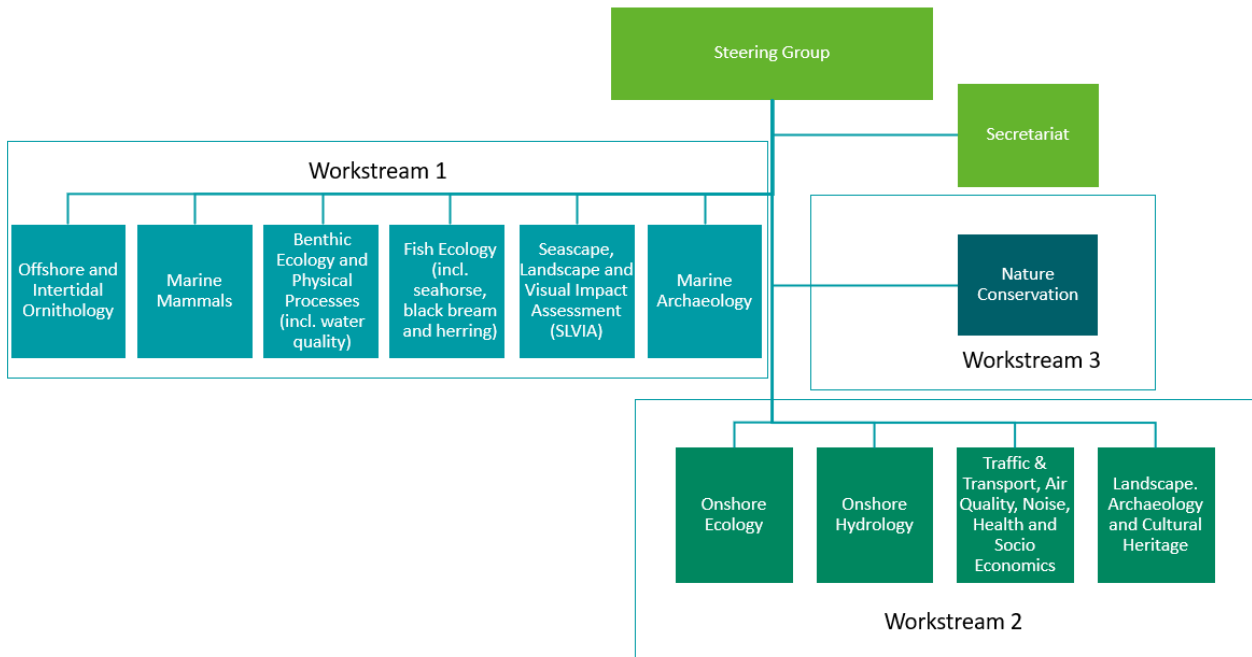 Steering Group
Secretariat
Workstream 1
Offshore and
Intertidal
Ornithology
Marine
Mammals
Benthic
Ecology and
Physical
Processes
(incl. water
quality)
Fish Ecology
(incl.
seahorse,
black bream
and herring)
Seascape,
Landscape and
Visual Impact
Assessment
(SLVIA)
Marine
Archaeology
Nature
Conservation
Workstream 3
Onshore
Ecology
Onshore
Hydrology
Traffic &
Transport, Air
Quality, Noise,
Health and
Socio
Economics
Landscape.
Archaeology
and Cultural
Heritage
Workstream 2